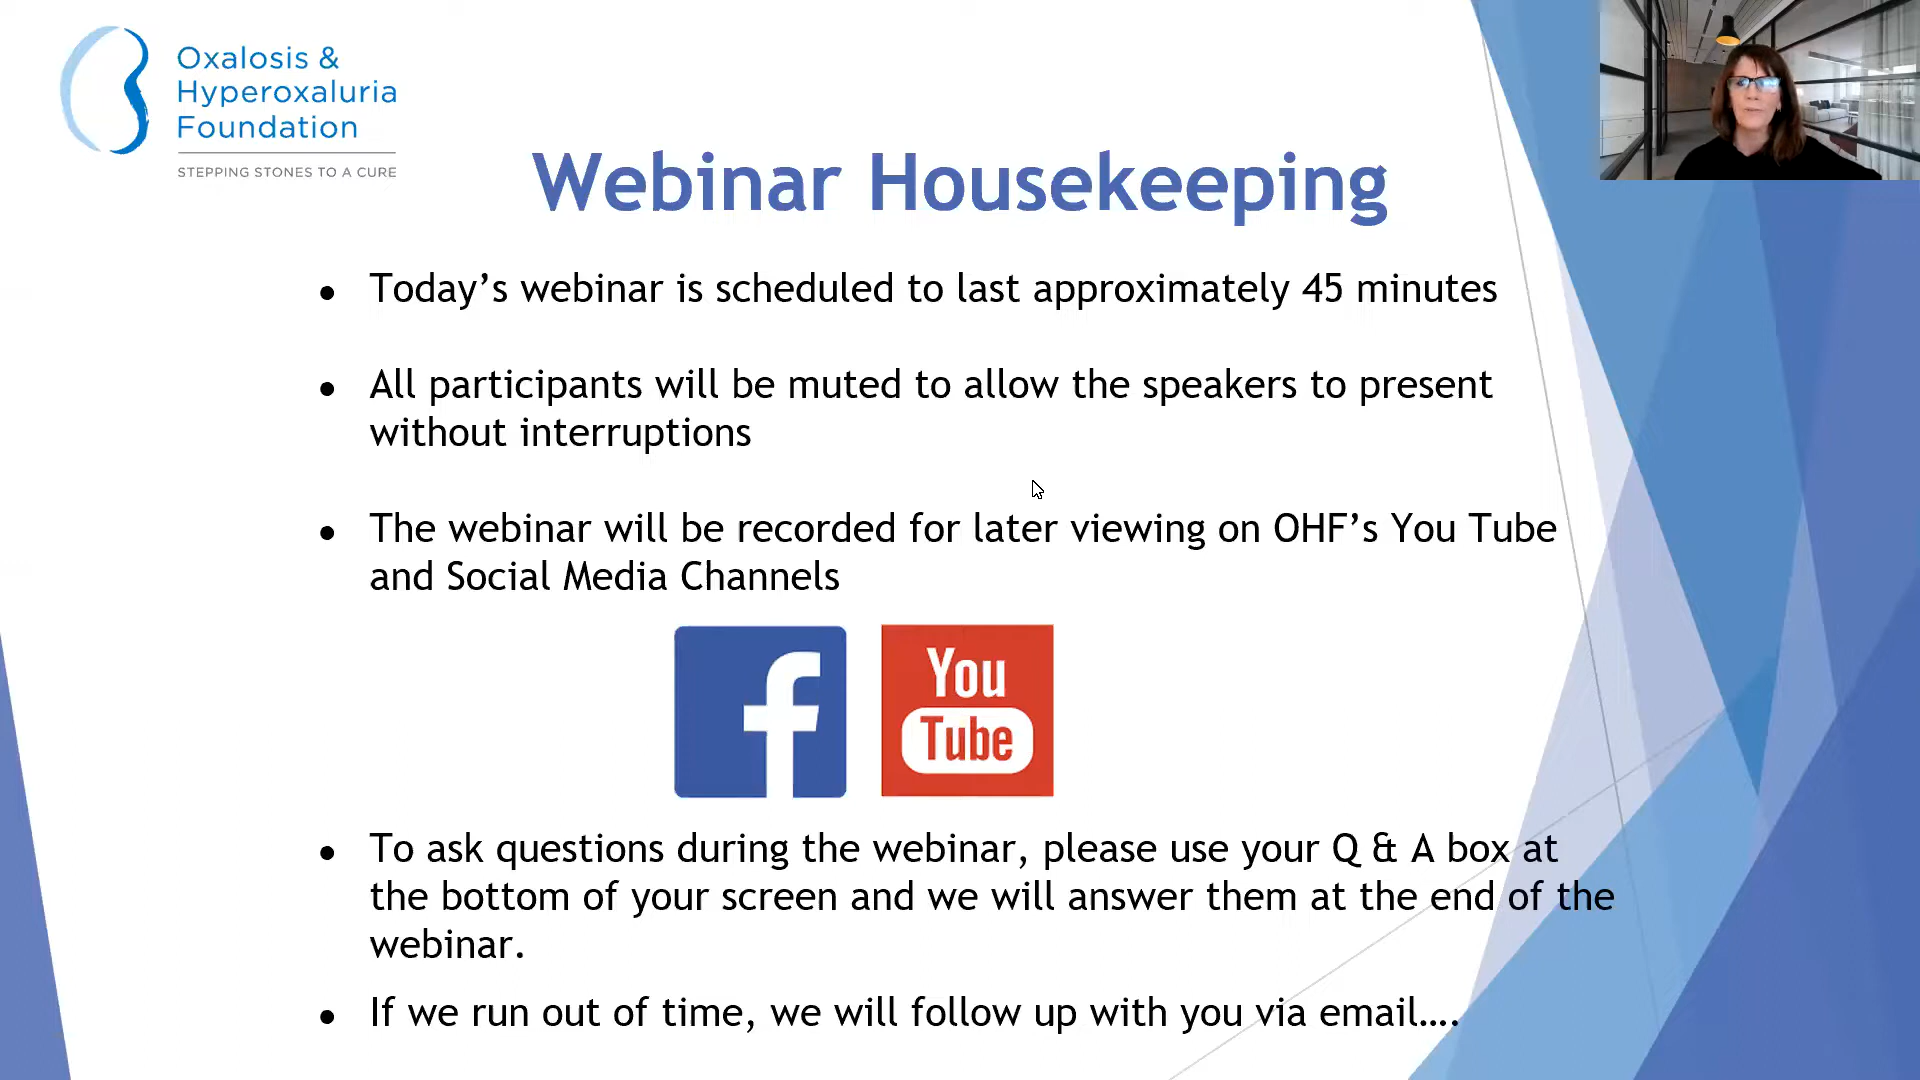 Oxalosis &
Hyperoxaluria
Foundation
STEPPING STONES TO A CURE
Webinar Housekeeping
● Today’s webinar is scheduled to last approximately 45 minutes
● All participants will be muted to allow the speakers to present
without interruptions
● The webinar will be recorded for later viewing on OHF’s You Tube
and Social Media Channels
f
You
Tube
● To ask questions during the webinar, please use your Q & A box at
the bottom of your screen and we will answer them at the end of the
webinar.
● If we run out of time, we will follow up with you via email….